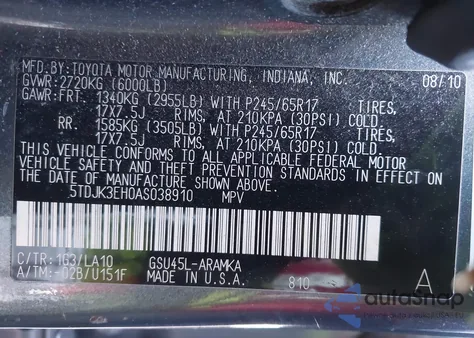 MFD. BY: TOYOTA MOTOR MANUFACTURING, INDIANA, INC. 08/10
GVWR: 2720KG (6000LB)
GAWR: FRT. 1340KG (2955LB) WITH P245/65R17 TIRES,
17X7.5J RIMS, AT 210KPA (30PSI) COLD.
RR. 1585KG (3505LB) WITH P245/65R17 TIRES,
17X7.5J RIMS, AT 210KPA (30PSI) COLD.
THIS VEHICLE CONFORMS TO ALL APPLICABLE FEDERAL MOTOR
VEHICLE SAFETY AND THEFT PREVENTION STANDARDS IN EFFECT
ON THE DATE OF MANUFACTURE SHOWN ABOVE.
5TDJK3EH0AS038910 MPV
C/TR: 1G3/LA10 GSU45L-ARAMKA
A/TM:-02B/U151F MADE IN U.S.A. 810 A
autoShop